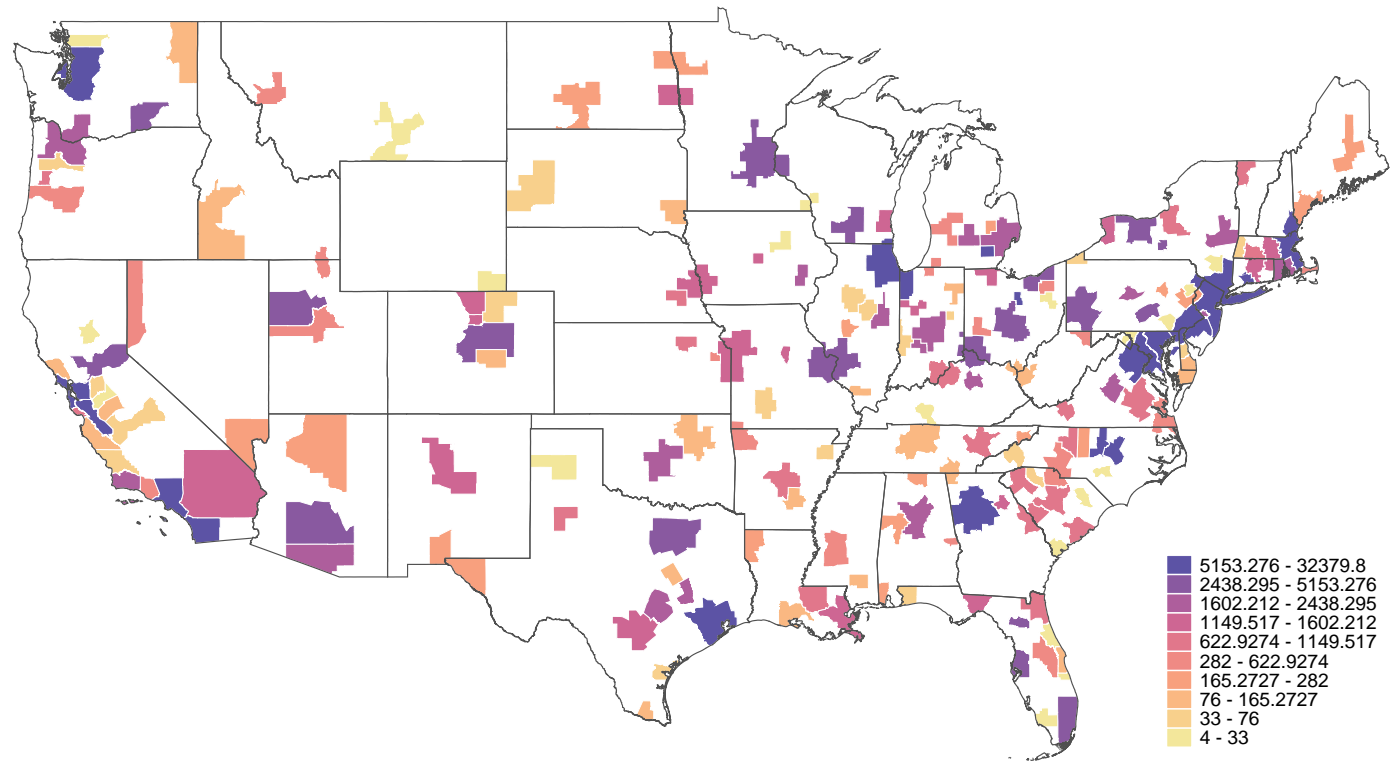 5153.276 - 32379.8
2438.295 - 5153.276
1602.212 - 2438.295
1149.517 - 1602.212
622.9274 - 1149.517
282 - 622.9274
165.2727 - 282
76 - 165.2727
33 - 76
4 - 33